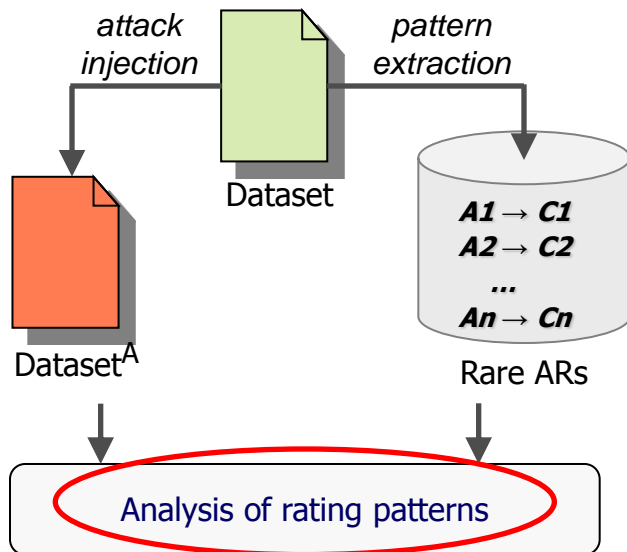 attack
injection
pattern
extraction
Dataset
A1 → C1
A2 → C2
...
An → Cn
Dataset^A
Rare ARs
Analysis of rating patterns